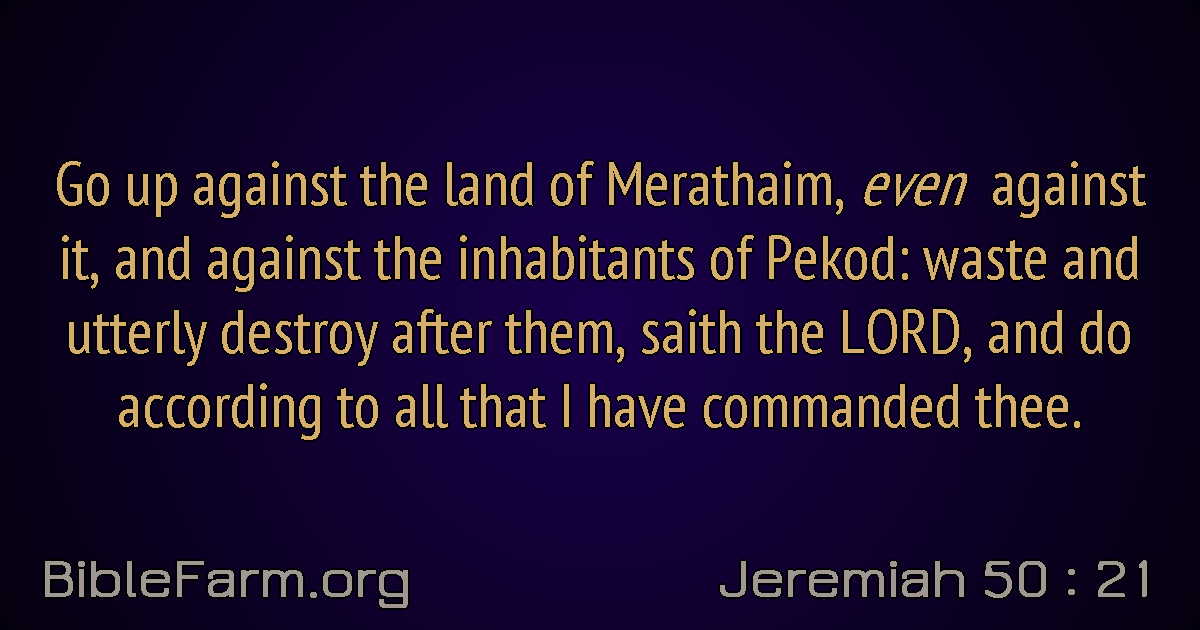 Go up against the land of Merathaim, even against
it, and against the inhabitants of Pekod: waste and
utterly destroy after them, saith the LORD, and do
according to all that I have commanded thee.
BibleFarm.org
Jeremiah 50 : 21